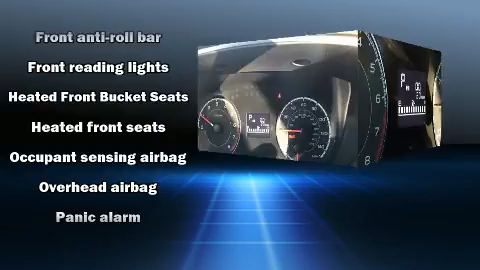 Front anti-roll bar
Front reading lights
Heated Front Bucket Seats
Heated front seats
Occupant sensing airbag
Overhead airbag
Panic alarm